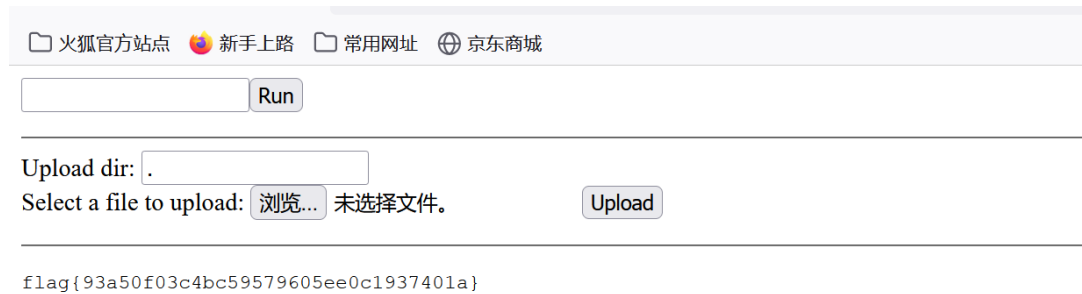 火狐官方站点 新手上路 常用网址 京东商城
Run
Upload dir: .
Select a file to upload: 浏览... 未选择文件。 Upload
flag{93a50f03c4bc59579605ee0c1937401a}